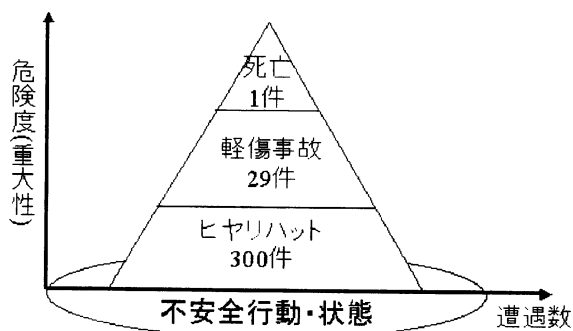 危険度(重大性)
死亡
1件
軽傷事故
29件
ヒヤリハット
300件
不安全行動・状態
遭遇数